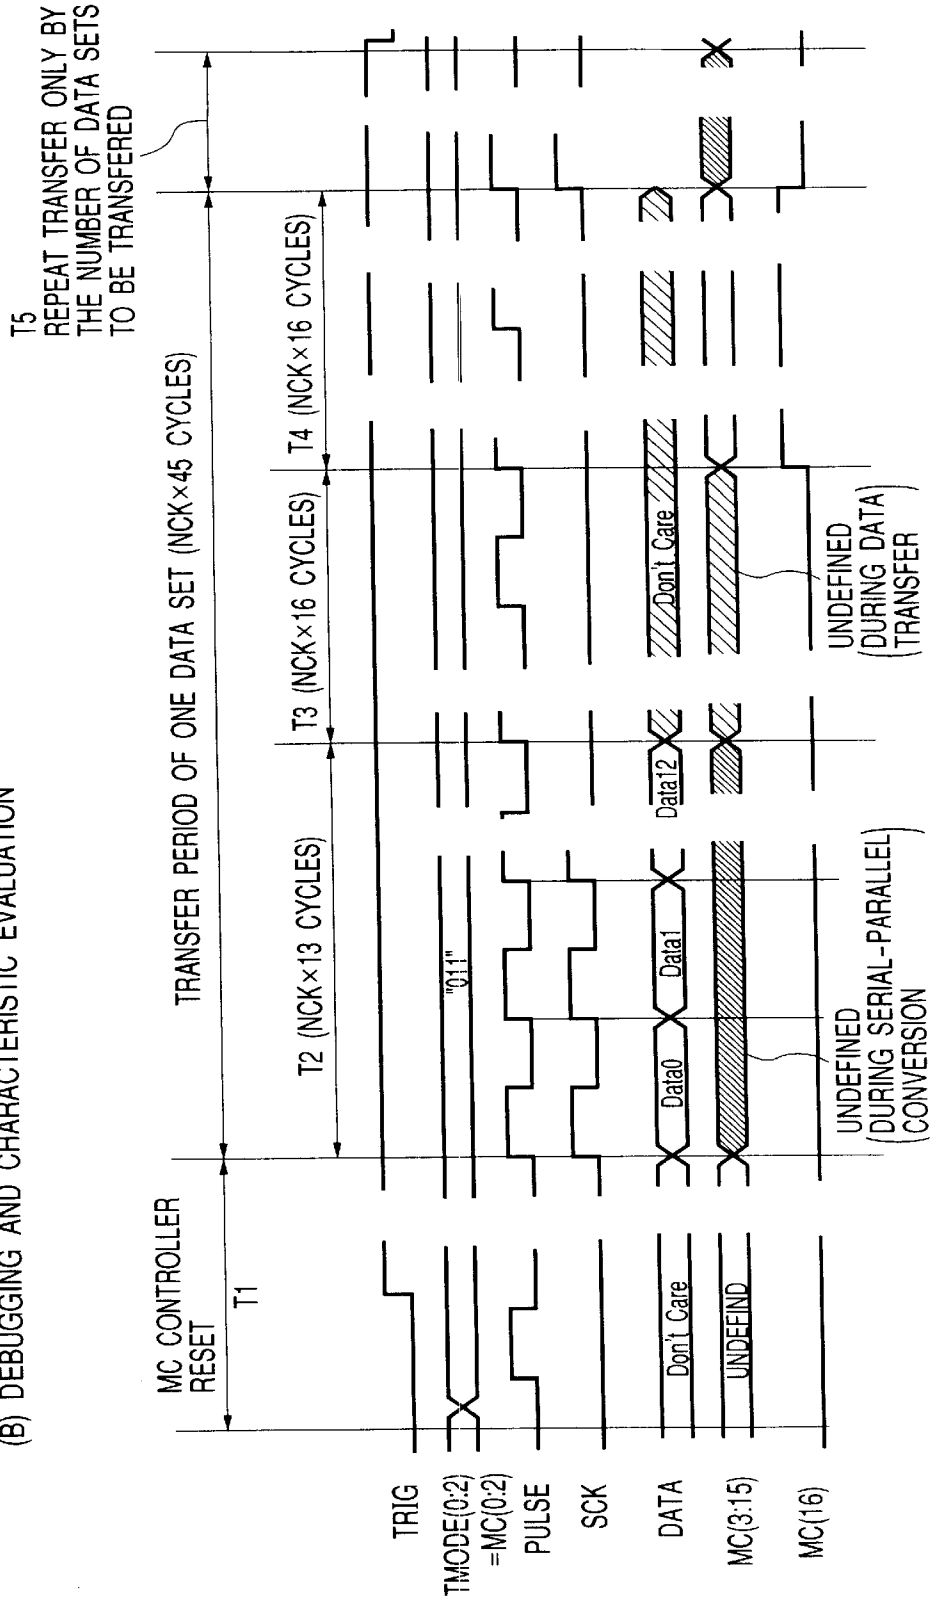 (B) DEBUGGING AND CHARACTERISTIC EVALUATION
T5
REPEAT TRANSFER ONLY BY
THE NUMBER OF DATA SETS
TO BE TRANSFERED
TRANSFER PERIOD OF ONE DATA SET (NCK×45 CYCLES)
MC CONTROLLER
RESET
T1
T2 (NCK×13 CYCLES)
T3 (NCK×16 CYCLES)
T4 (NCK×16 CYCLES)
TRIG
TMODE(0:2)
=MC(0:2)
"011"
PULSE
SCK
DATA
Don't Care
Data0
Data1
Data12
Don't Care
MC(3:15)
UNDEFIND
MC(16)
UNDEFINED
(DURING SERIAL-PARALLEL
CONVERSION)
UNDEFINED
(DURING DATA
TRANSFER)